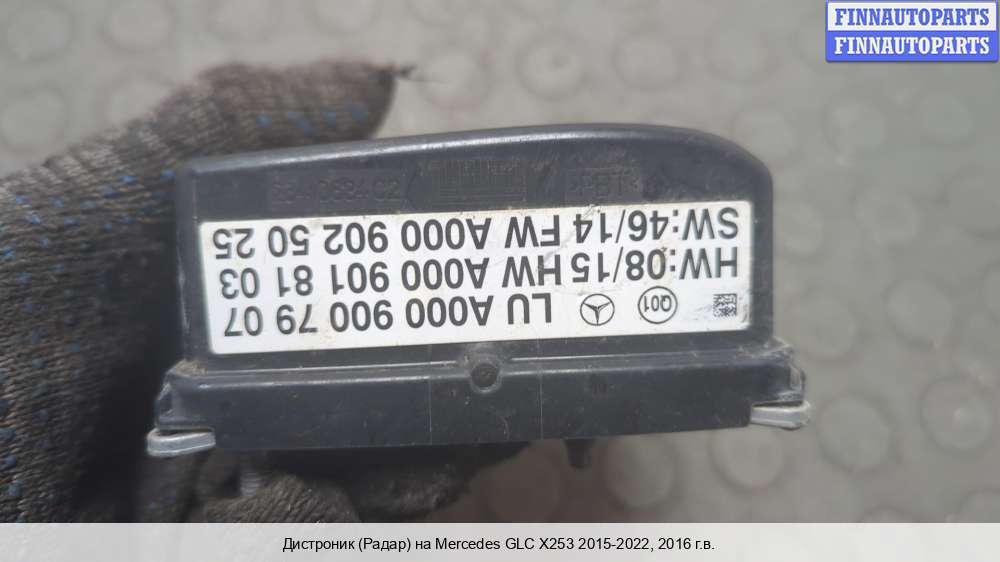 FINNAUTOPARTS
FINNAUTOPARTS
Q01 LU A000 900 79 07
HW:08/15 HW A000 901 81 03
SW:46/14 FW A000 902 50 25
>PBT
Дистроник (Радар) на Mercedes GLC X253 2015-2022, 2016 г.в.